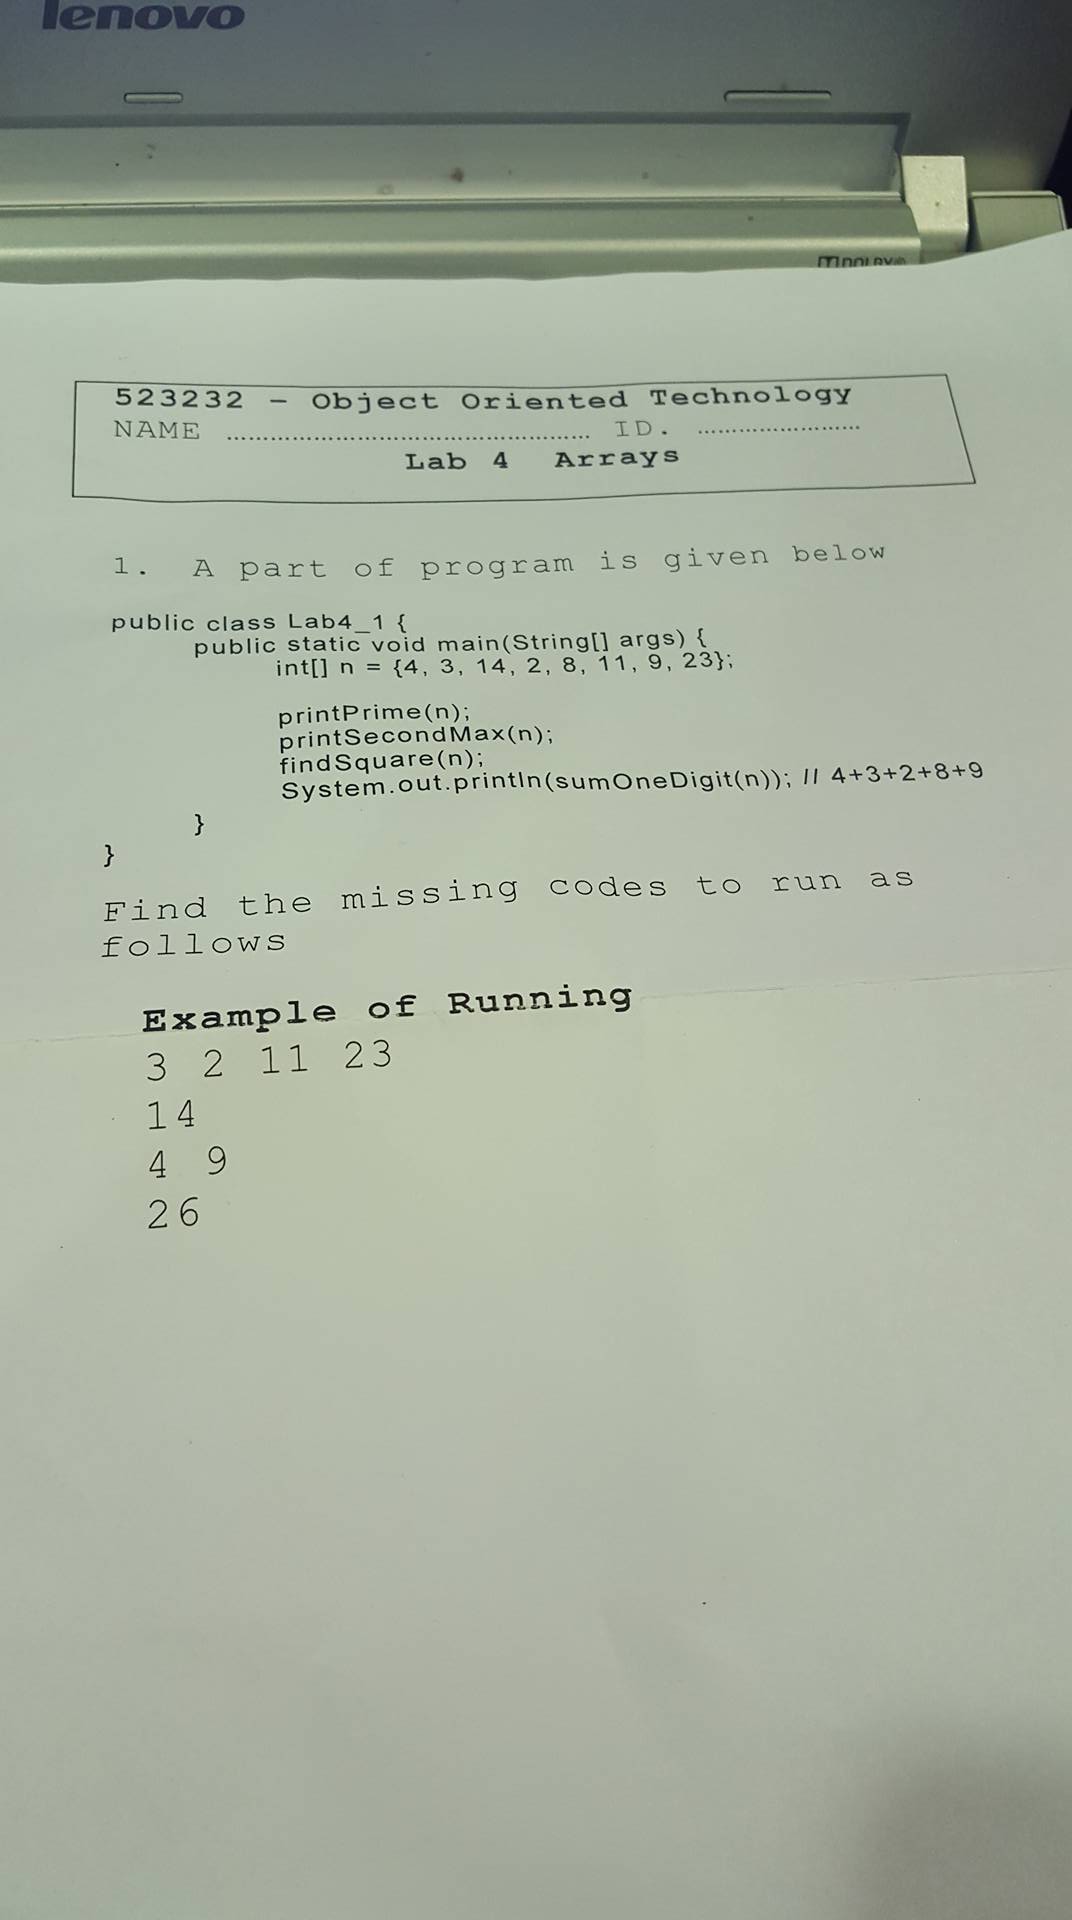 lenovo
DOLBY
523232 - Object Oriented Technology
NAME ................................................ ID. ........................
Lab 4 Arrays
1. A part of program is given below
public class Lab4_1 {
public static void main(String[] args) {
int[] n = {4, 3, 14, 2, 8, 11, 9, 23};
printPrime(n);
printSecondMax(n);
findSquare(n);
System.out.println(sumOneDigit(n)); // 4+3+2+8+9
}
}
Find the missing codes to run as
follows
Example of Running
3 2 11 23
14
4 9
26